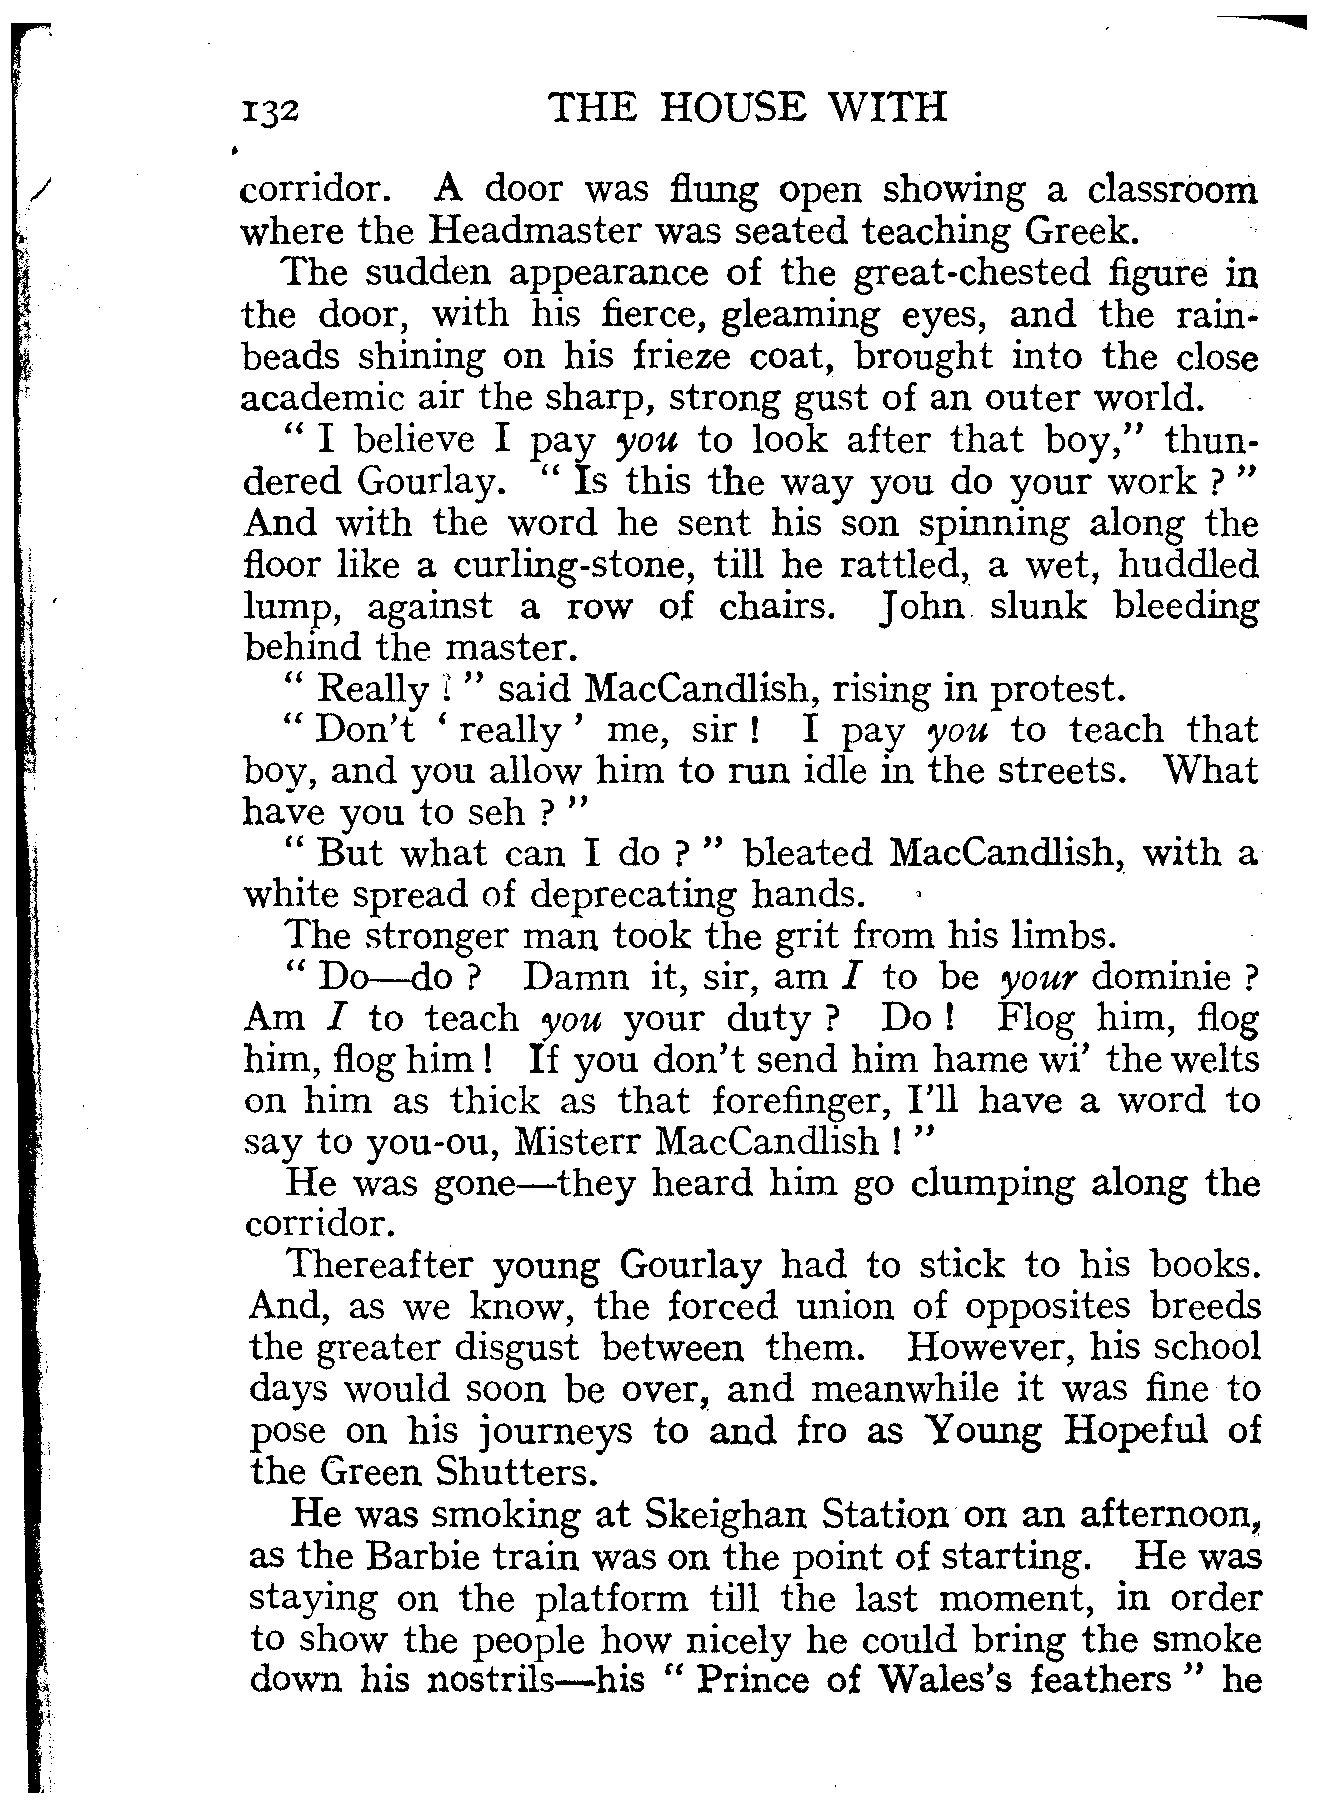 132 THE HOUSE WITH
corridor. A door was flung open showing a classroom
where the Headmaster was seated teaching Greek.
The sudden appearance of the great-chested figure in
the door, with his fierce, gleaming eyes, and the rain-
beads shining on his frieze coat, brought into the close
academic air the sharp, strong gust of an outer world.
“ I believe I pay you to look after that boy,” thun-
dered Gourlay. “ Is this the way you do your work ? ”
And with the word he sent his son spinning along the
floor like a curling-stone, till he rattled, a wet, huddled
lump, against a row of chairs. John slunk bleeding
behind the master.
“ Really ! ” said MacCandlish, rising in protest.
“ Don’t ‘ really ’ me, sir ! I pay you to teach that
boy, and you allow him to run idle in the streets. What
have you to seh ? ”
“ But what can I do ? ” bleated MacCandlish, with a
white spread of deprecating hands.
The stronger man took the grit from his limbs.
“ Do—do ? Damn it, sir, am I to be your dominie ?
Am I to teach you your duty ? Do ! Flog him, flog
him, flog him ! If you don’t send him hame wi’ the welts
on him as thick as that forefinger, I’ll have a word to
say to you-ou, Misterr MacCandlish ! ”
He was gone—they heard him go clumping along the
corridor.
Thereafter young Gourlay had to stick to his books.
And, as we know, the forced union of opposites breeds
the greater disgust between them. However, his school
days would soon be over, and meanwhile it was fine to
pose on his journeys to and fro as Young Hopeful of
the Green Shutters.
He was smoking at Skeighan Station on an afternoon,
as the Barbie train was on the point of starting. He was
staying on the platform till the last moment, in order
to show the people how nicely he could bring the smoke
down his nostrils—his “ Prince of Wales’s feathers ” he